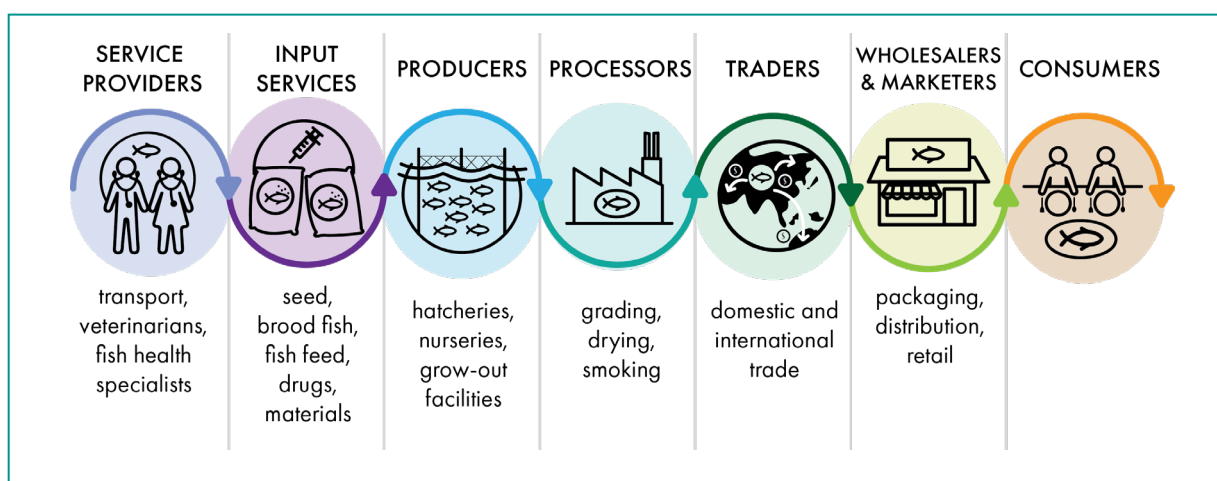 SERVICE
PROVIDERS
INPUT
SERVICES
PRODUCERS
PROCESSORS
TRADERS
WHOLESALERS
& MARKETERS
CONSUMERS
transport,
veterinarians,
fish health
specialists
seed,
brood fish,
fish feed,
drugs,
materials
hatcheries,
nurseries,
grow-out
facilities
grading,
drying,
smoking
domestic and
international
trade
packaging,
distribution,
retail